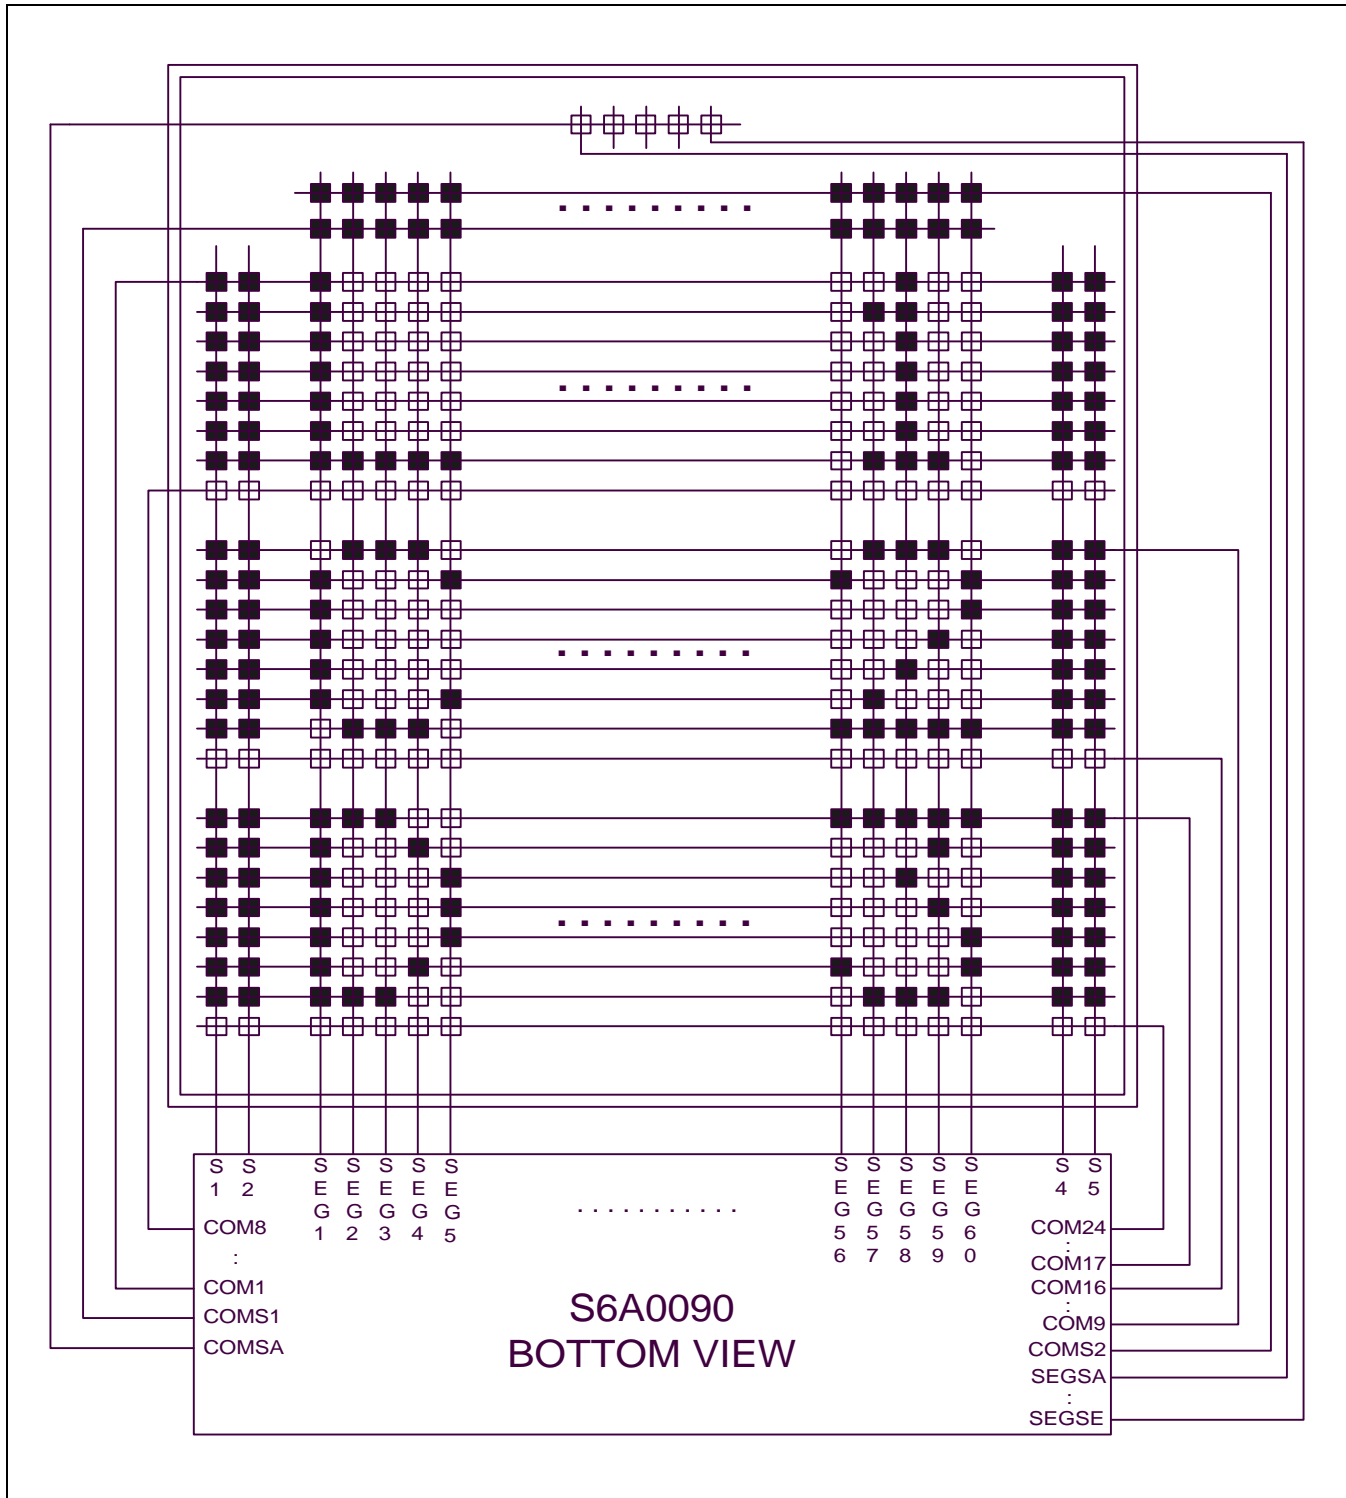 S1 S2 SEG1 SEG2 SEG3 SEG4 SEG5 SEG56 SEG57 SEG58 SEG59 SEG60 S4 S5
. . . . . . . . . . .
COM8
:
COM1
COMS1
COMSA
S6A0090
BOTTOM VIEW
COM24
:
COM17
COM16
:
COM9
COMS2
SEGSA
:
SEGSE